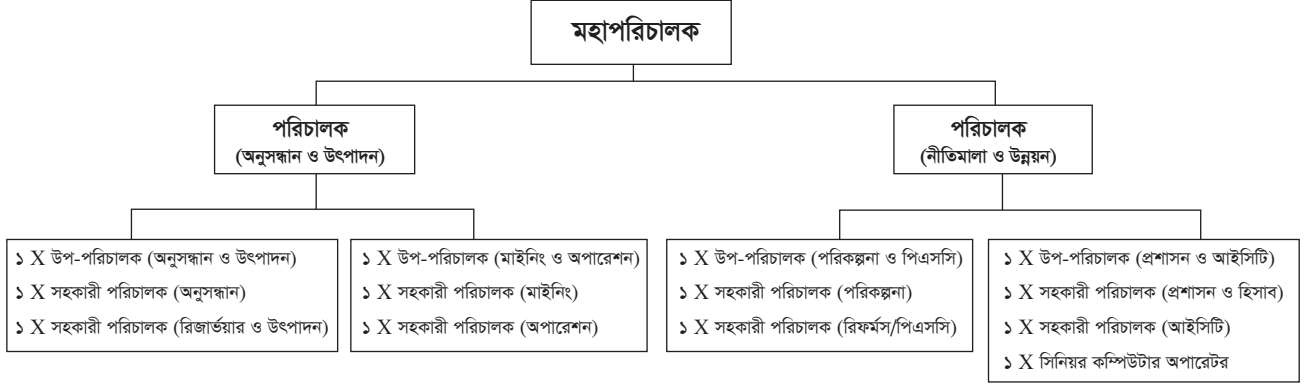 মহাপরিচালক
পরিচালক
(অনুসন্ধান ও উৎপাদন)
পরিচালক
(নীতিমালা ও উন্নয়ন)
১ X উপ-পরিচালক (অনুসন্ধান ও উৎপাদন)
১ X সহকারী পরিচালক (অনুসন্ধান)
১ X সহকারী পরিচালক (রিজার্ভয়ার ও উৎপাদন)
১ X উপ-পরিচালক (মাইনিং ও অপারেশন)
১ X সহকারী পরিচালক (মাইনিং)
১ X সহকারী পরিচালক (অপারেশন)
১ X উপ-পরিচালক (পরিকল্পনা ও পিএসসি)
১ X সহকারী পরিচালক (পরিকল্পনা)
১ X সহকারী পরিচালক (রিফর্মস/পিএসসি)
১ X উপ-পরিচালক (প্রশাসন ও আইসিটি)
১ X সহকারী পরিচালক (প্রশাসন ও হিসাব)
১ X সহকারী পরিচালক (আইসিটি)
১ X সিনিয়র কম্পিউটার অপারেটর